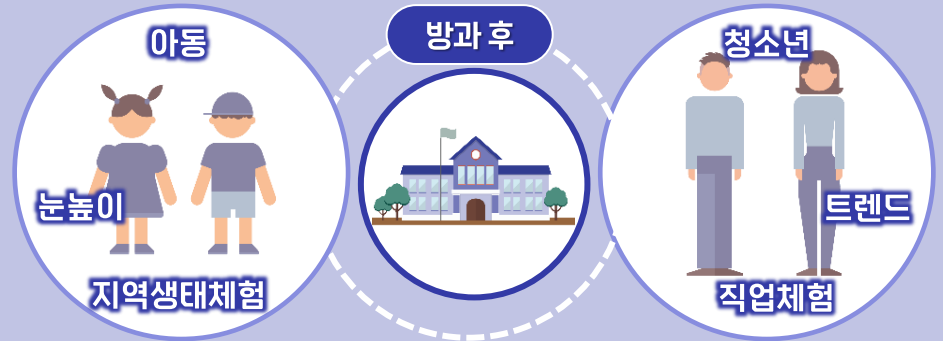 아동
눈높이
지역생태체험
방과 후
청소년
트렌드
직업체험